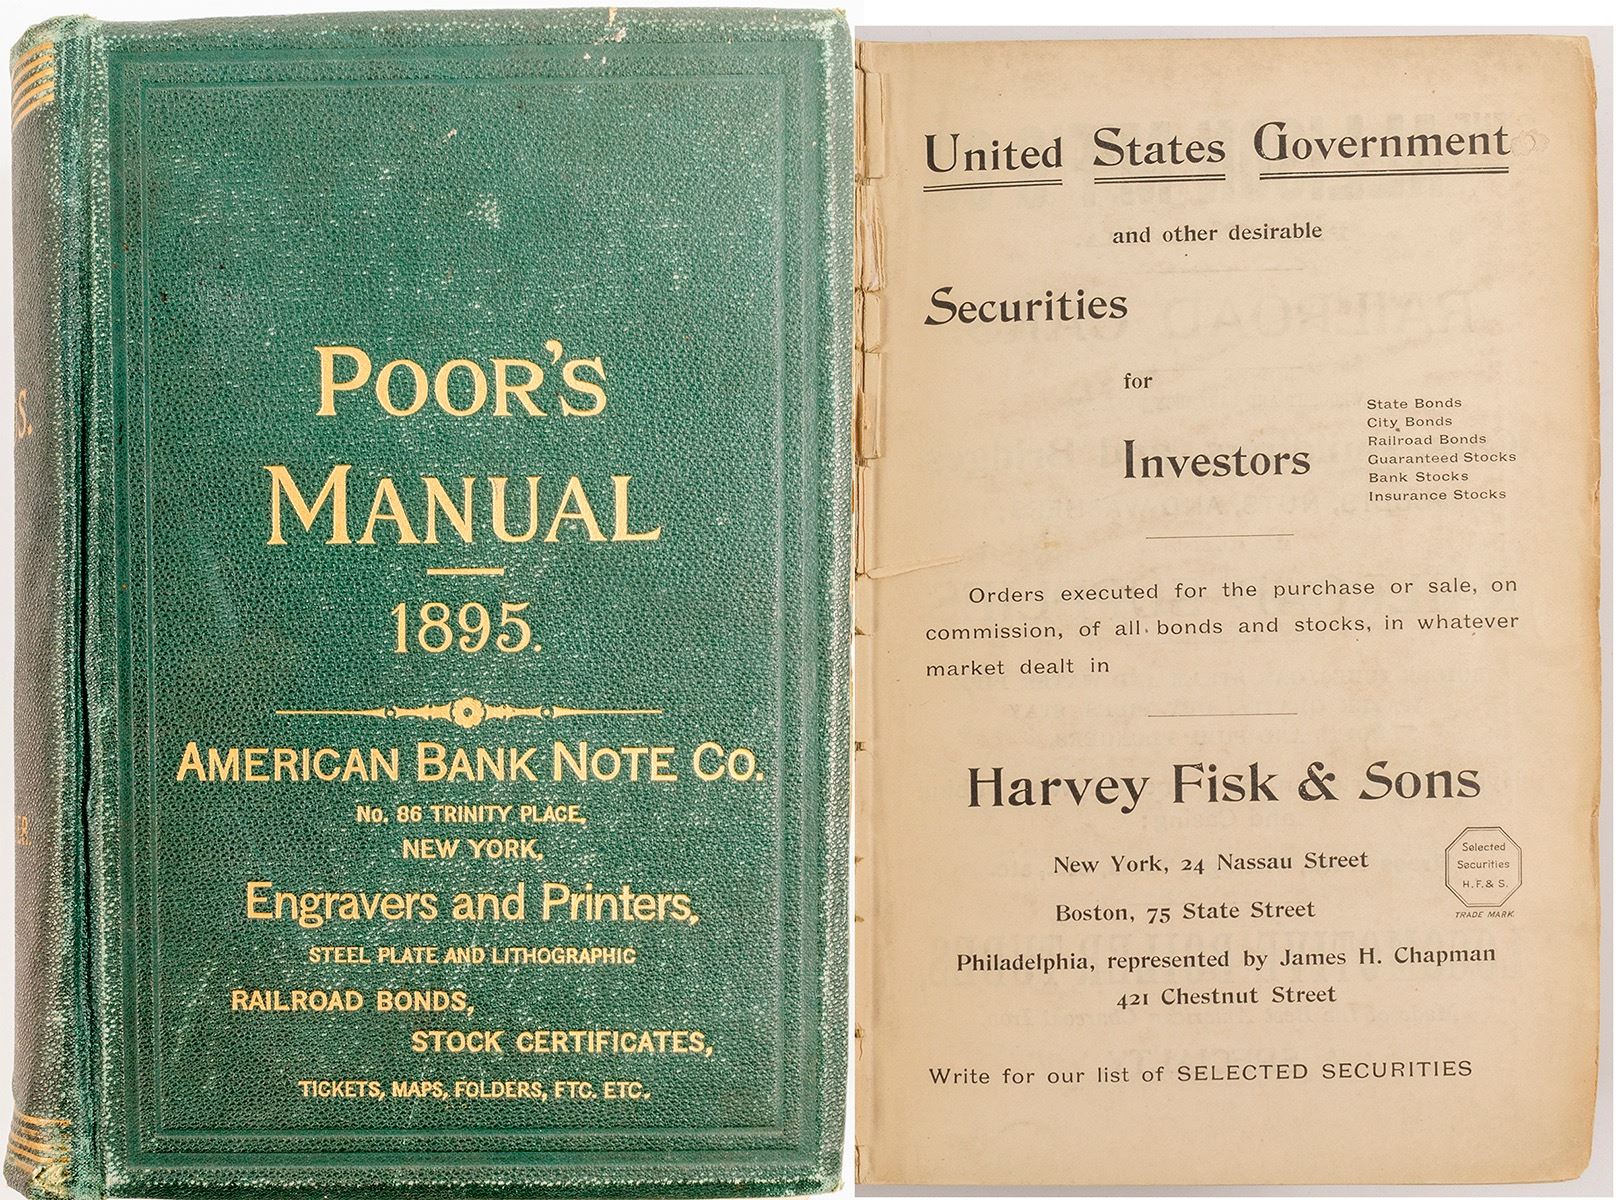 S.
POOR'S
MANUAL
1895.
AMERICAN BANK NOTE CO.
No. 86 TRINITY PLACE,
NEW YORK,
Engravers and Printers,
STEEL PLATE AND LITHOGRAPHIC
RAILROAD BONDS,
STOCK CERTIFICATES,
TICKETS, MAPS, FOLDERS, FTC. ETC.
United States Government
and other desirable
Securities
for
Investors
State Bonds
City Bonds
Railroad Bonds
Guaranteed Stocks
Bank Stocks
Insurance Stocks
Orders executed for the purchase or sale, on
commission, of all bonds and stocks, in whatever
market dealt in
Harvey Fisk & Sons
New York, 24 Nassau Street
Boston, 75 State Street
Philadelphia, represented by James H. Chapman
421 Chestnut Street
Selected
Securities
H. F. & S.
TRADE MARK
Write for our list of SELECTED SECURITIES